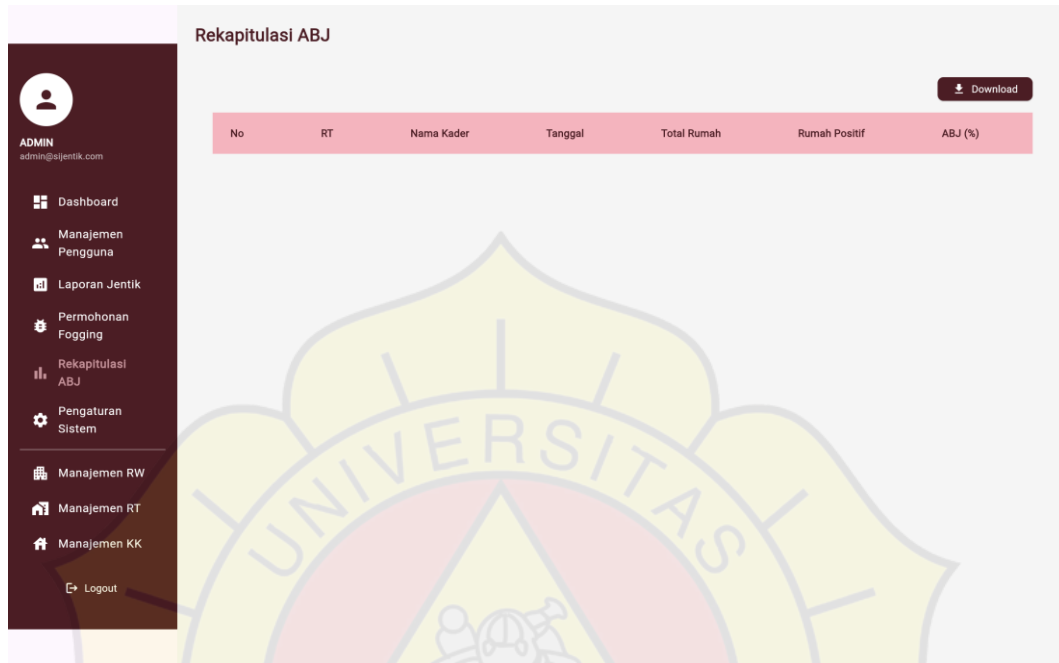 Rekapitulasi ABJ
Download
No RT Nama Kader Tanggal Total Rumah Rumah Positif ABJ (%)
ADMIN
admin@sijentik.com
Dashboard
Manajemen
Pengguna
Laporan Jentik
Permohonan
Fogging
Rekapitulasi
ABJ
Pengaturan
Sistem
Manajemen RW
Manajemen RT
Manajemen KK
Logout
UNIVERSITAS